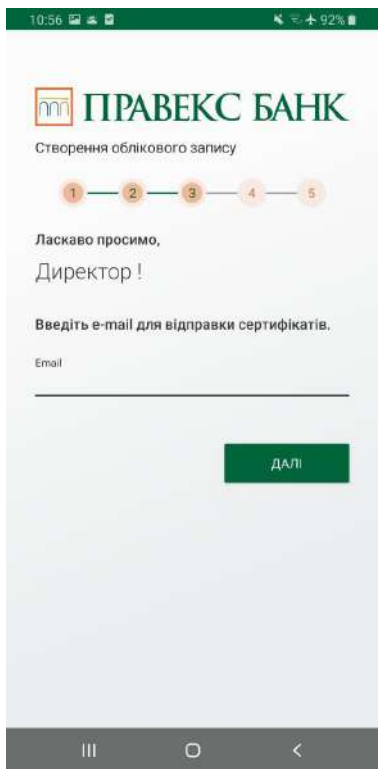 10:56 92%
ПРАВЕКС БАНК
Створення облікового запису
1 2 3 4 5
Ласкаво просимо,
Директор !
Введіть e-mail для відправки сертифікатів.
Email
ДАЛІ